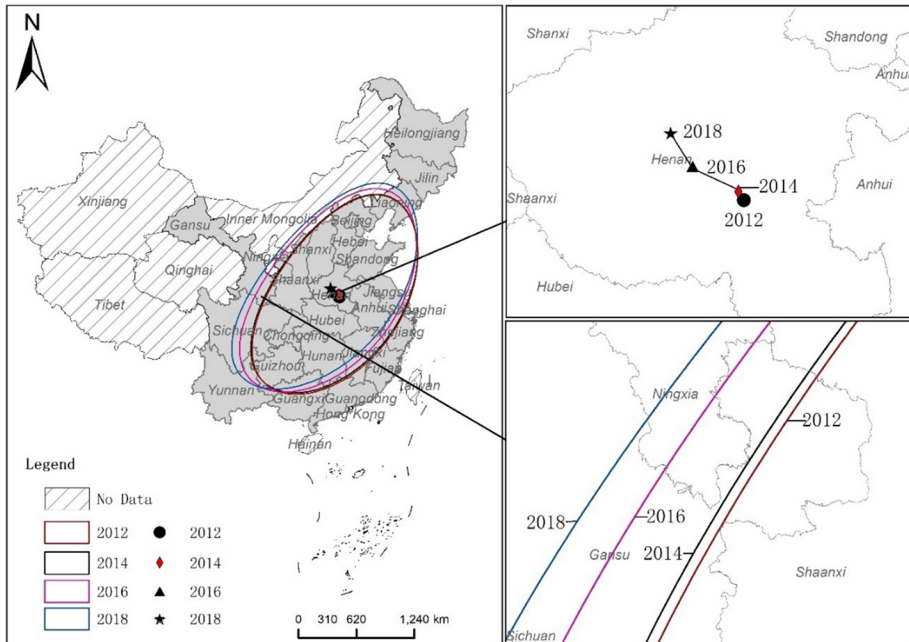 N
Heilongjiang
Jilin
Liaoning
Xinjiang
Inner Mongolia
Beijing
Gansu
Hebei
Ningxia
Shanxi
Shandong
Qinghai
Shaanxi
Henan
Jiangsu
Tibet
Anhui
Shanghai
Hubei
Sichuan
Chongqing
Zhejiang
Hunan
Jiangxi
Guizhou
Fujian
Yunnan
Taiwan
Guangxi
Guangdong
Hong Kong
Hainan
Legend
No Data
2012 2012
2014 2014
2016 2016
2018 2018
0 310 620 1,240 km
Shanxi
Shandong
Anhui
2018
Henan
2016
2014
Anhui
Shaanxi
2012
Hubei
Ningxia
2012
2018
2016
Gansu
2014
Shaanxi
Sichuan